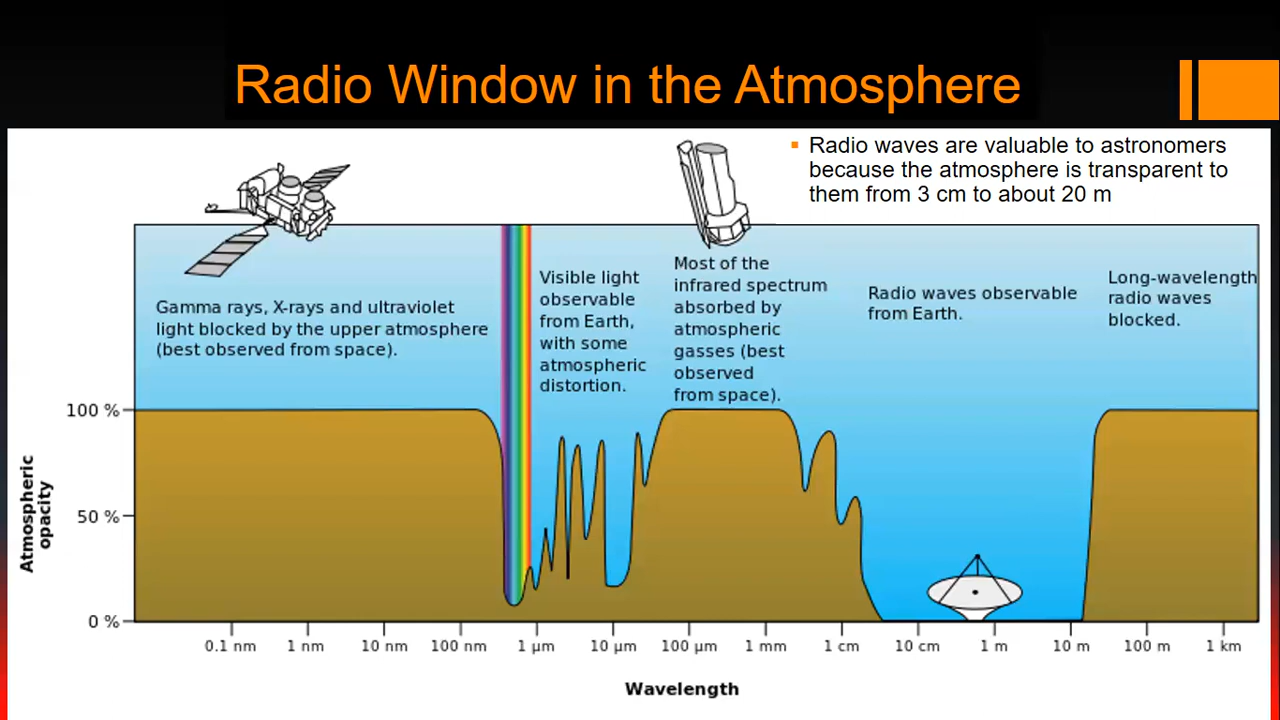 Radio Window in the Atmosphere
Radio waves are valuable to astronomers
because the atmosphere is transparent to
them from 3 cm to about 20 m
Gamma rays, X-rays and ultraviolet
light blocked by the upper atmosphere
(best observed from space).
Visible light
observable
from Earth,
with some
atmospheric
distortion.
Most of the
infrared spectrum
absorbed by
atmospheric
gasses (best
observed
from space).
Radio waves observable
from Earth.
Long-wavelength
radio waves
blocked.
Atmospheric
opacity
100 %
50 %
0 %
0.1 nm
1 nm
10 nm
100 nm
1 μm
10 μm
100 μm
1 mm
1 cm
10 cm
1 m
10 m
100 m
1 km
Wavelength